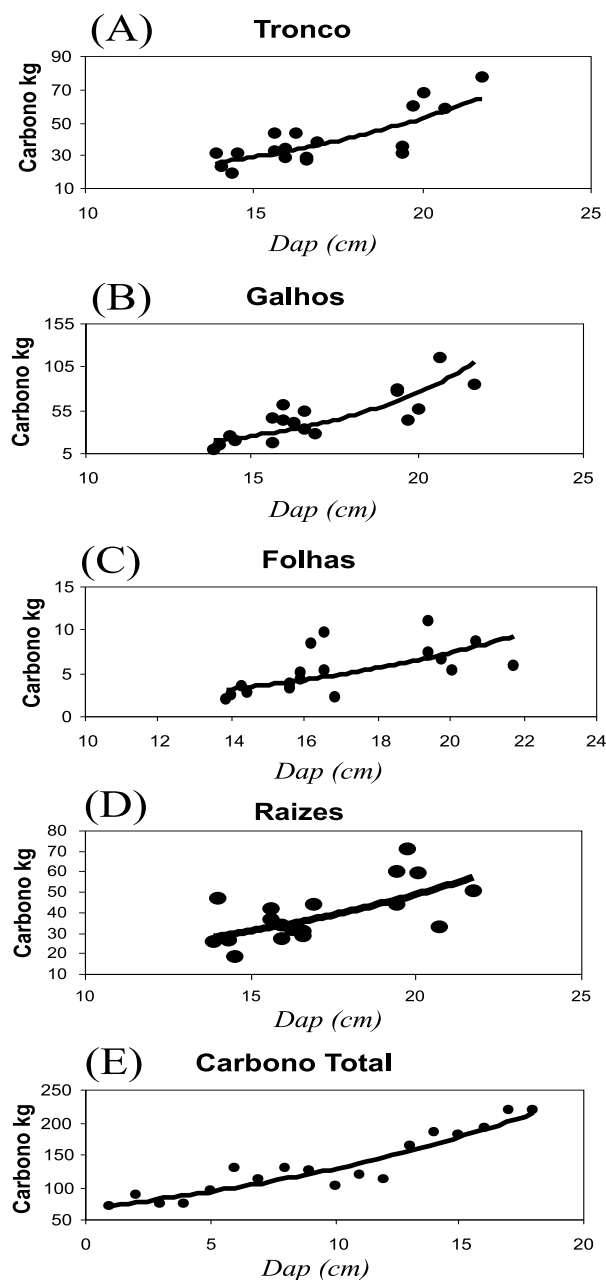 (A) Tronco
Carbono kg
90
70
50
30
10
10 15 20 25
Dap (cm)
(B) Galhos
Carbono kg
155
105
55
5
10 15 20 25
Dap (cm)
(C) Folhas
Carbono kg
15
10
5
0
10 12 14 16 18 20 22 24
Dap (cm)
(D) Raizes
Carbono kg
80
70
60
50
40
30
20
10
10 15 20 25
Dap (cm)
(E) Carbono Total
Carbono kg
250
200
150
100
50
0 5 10 15 20
Dap (cm)